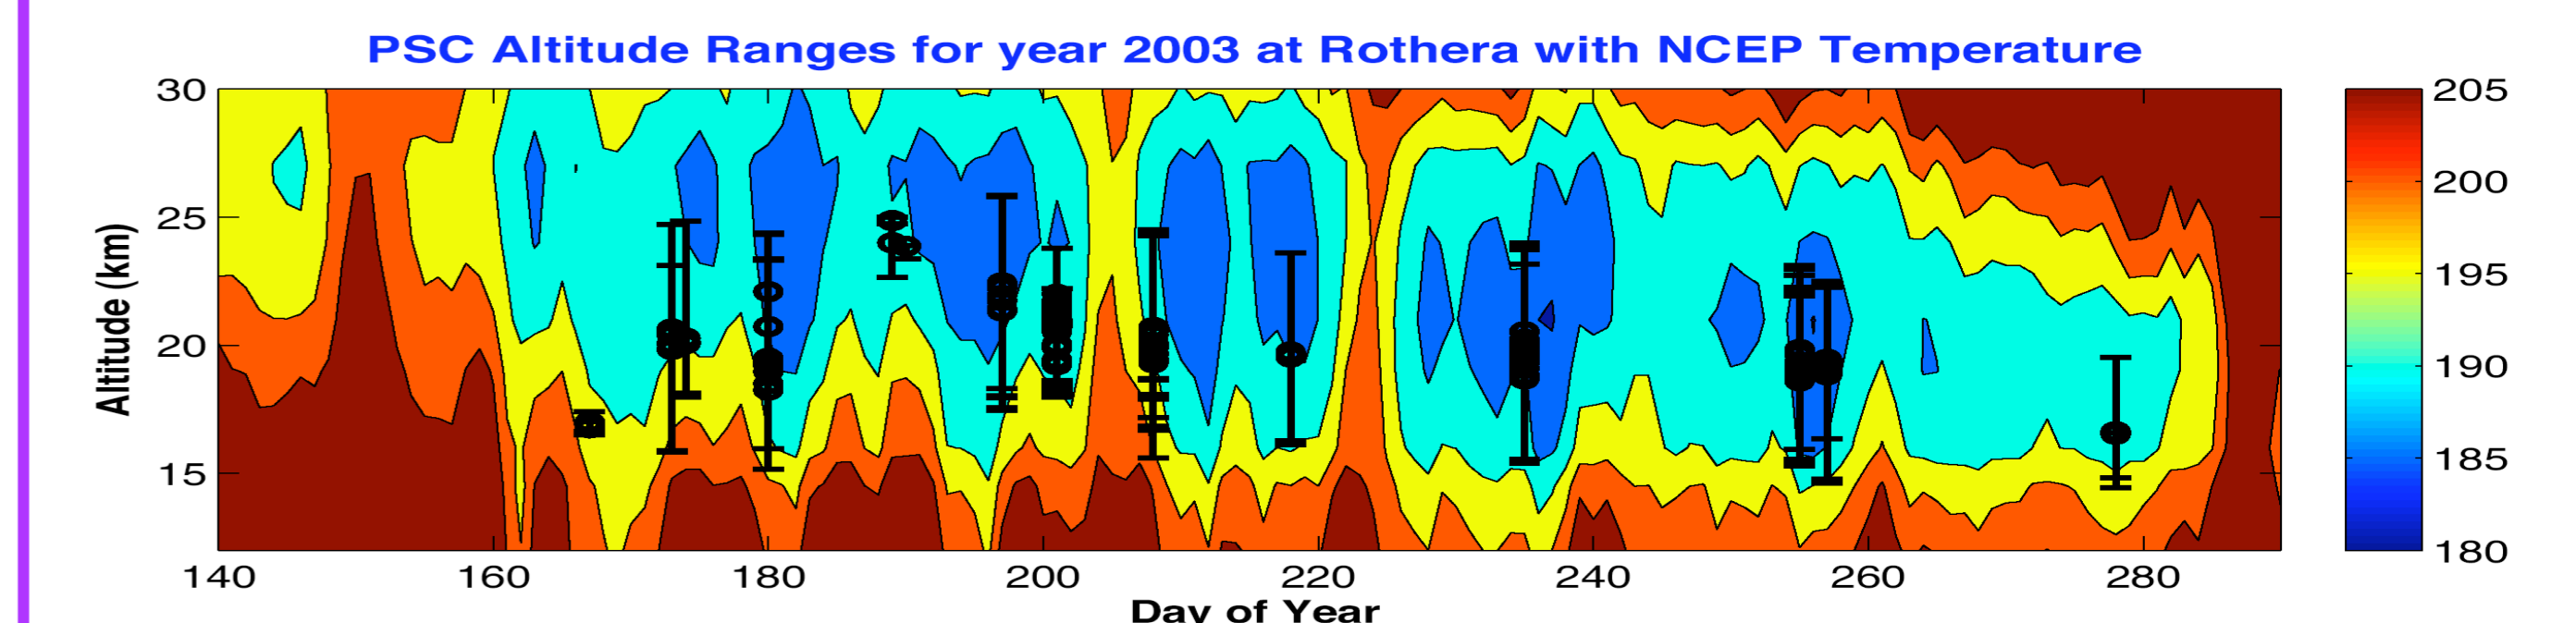 PSC Altitude Ranges for year 2003 at Rothera with NCEP Temperature
30
25
20
15
Altitude (km)
140 160 180 200 220 240 260 280
Day of Year
205
200
195
190
185
180